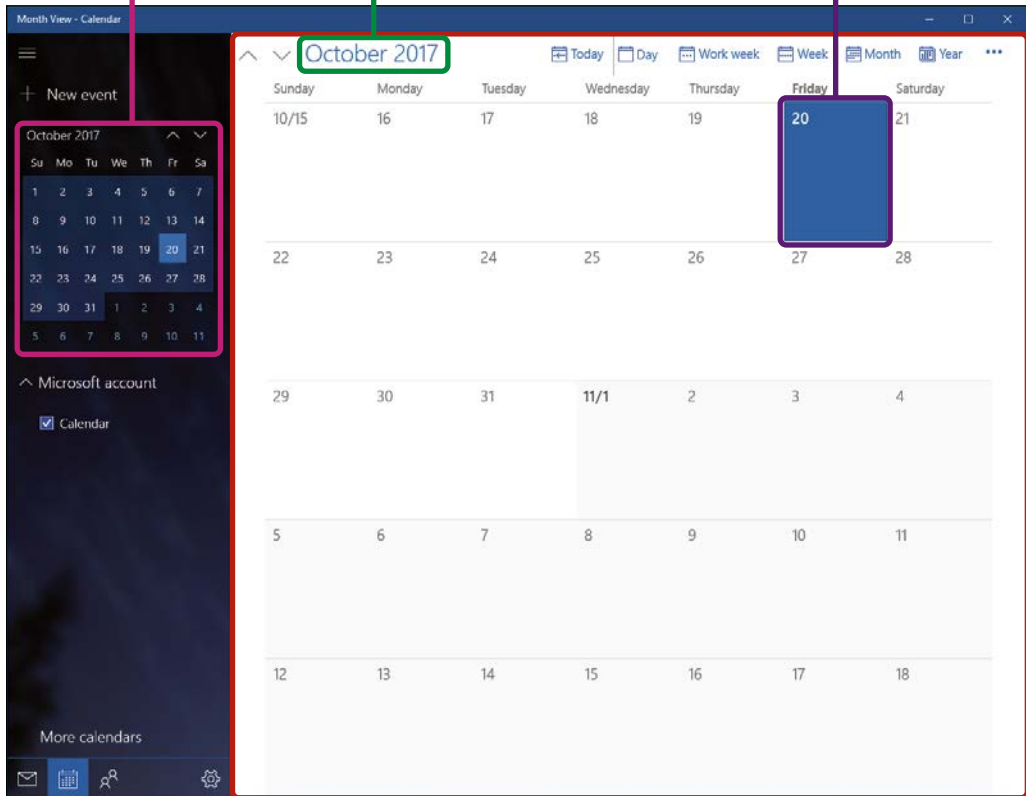 Month View - Calendar
New event
October 2017
Su Mo Tu We Th Fr Sa
1 2 3 4 5 6 7
8 9 10 11 12 13 14
15 16 17 18 19 20 21
22 23 24 25 26 27 28
29 30 31 1 2 3 4
5 6 7 8 9 10 11
Microsoft account
Calendar
More calendars
October 2017 Today Day Work week Week Month Year
Sunday Monday Tuesday Wednesday Thursday Friday Saturday
10/15 16 17 18 19 20 21
22 23 24 25 26 27 28
29 30 31 11/1 2 3 4
5 6 7 8 9 10 11
12 13 14 15 16 17 18